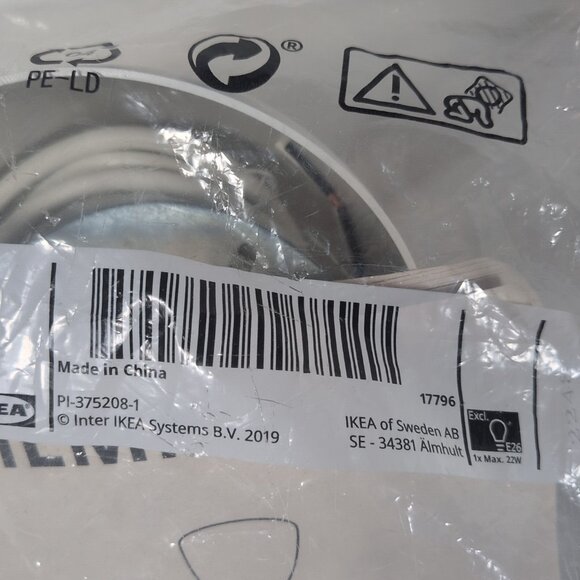 PE-LD
®
Made in China
PI-375208-1
© Inter IKEA Systems B.V. 2019
17796
IKEA of Sweden AB
SE - 34381 Älmhult
Excl.
E26
1x Max. 22W